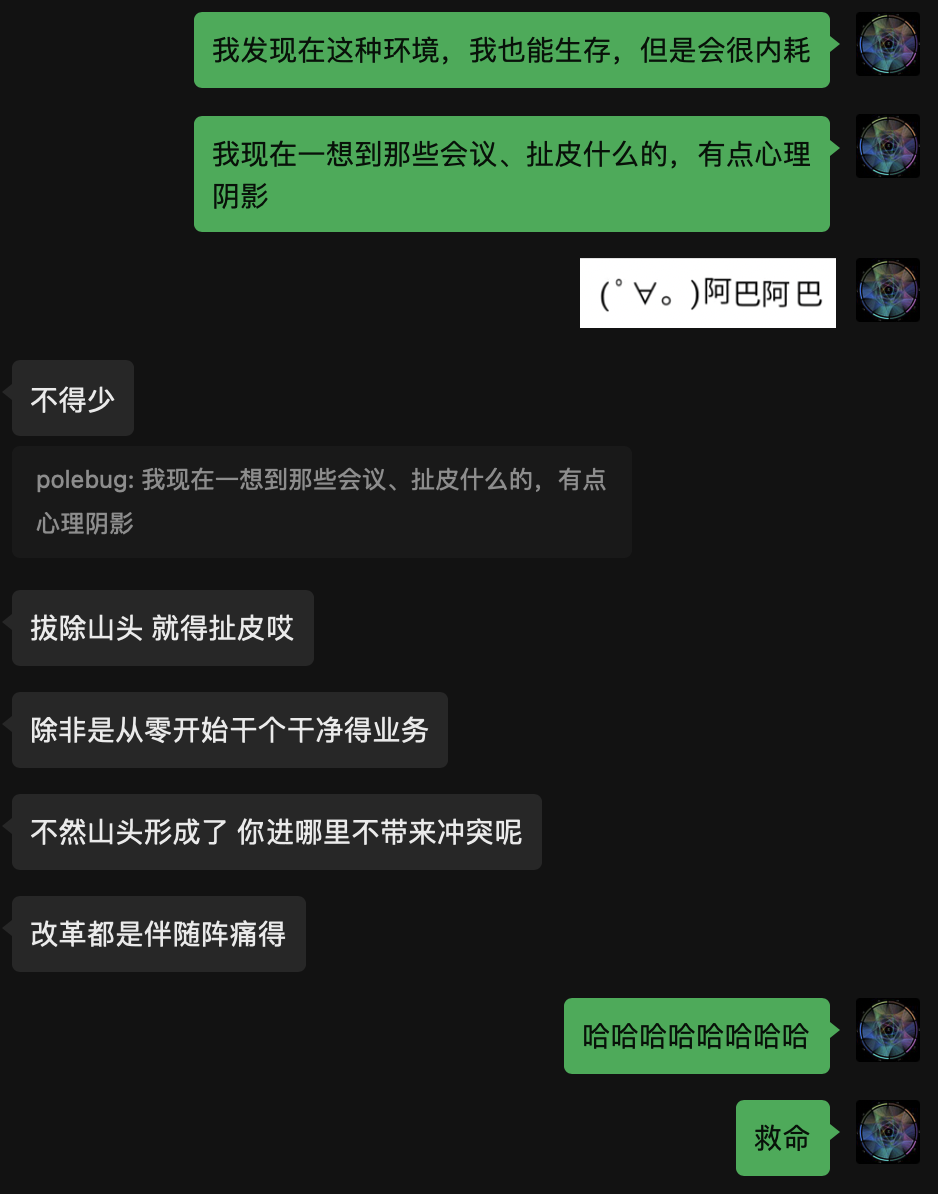 我发现在这种环境，我也能生存，但是会很内耗
我现在一想到那些会议、扯皮什么的，有点心理
阴影
(ﾟ∀。)阿巴阿巴
不得少
polebug: 我现在一想到那些会议、扯皮什么的，有点
心理阴影
拔除山头 就得扯皮哎
除非是从零开始干个干净得业务
不然山头形成了 你进哪里不带来冲突呢
改革都是伴随阵痛得
哈哈哈哈哈哈哈哈
救命